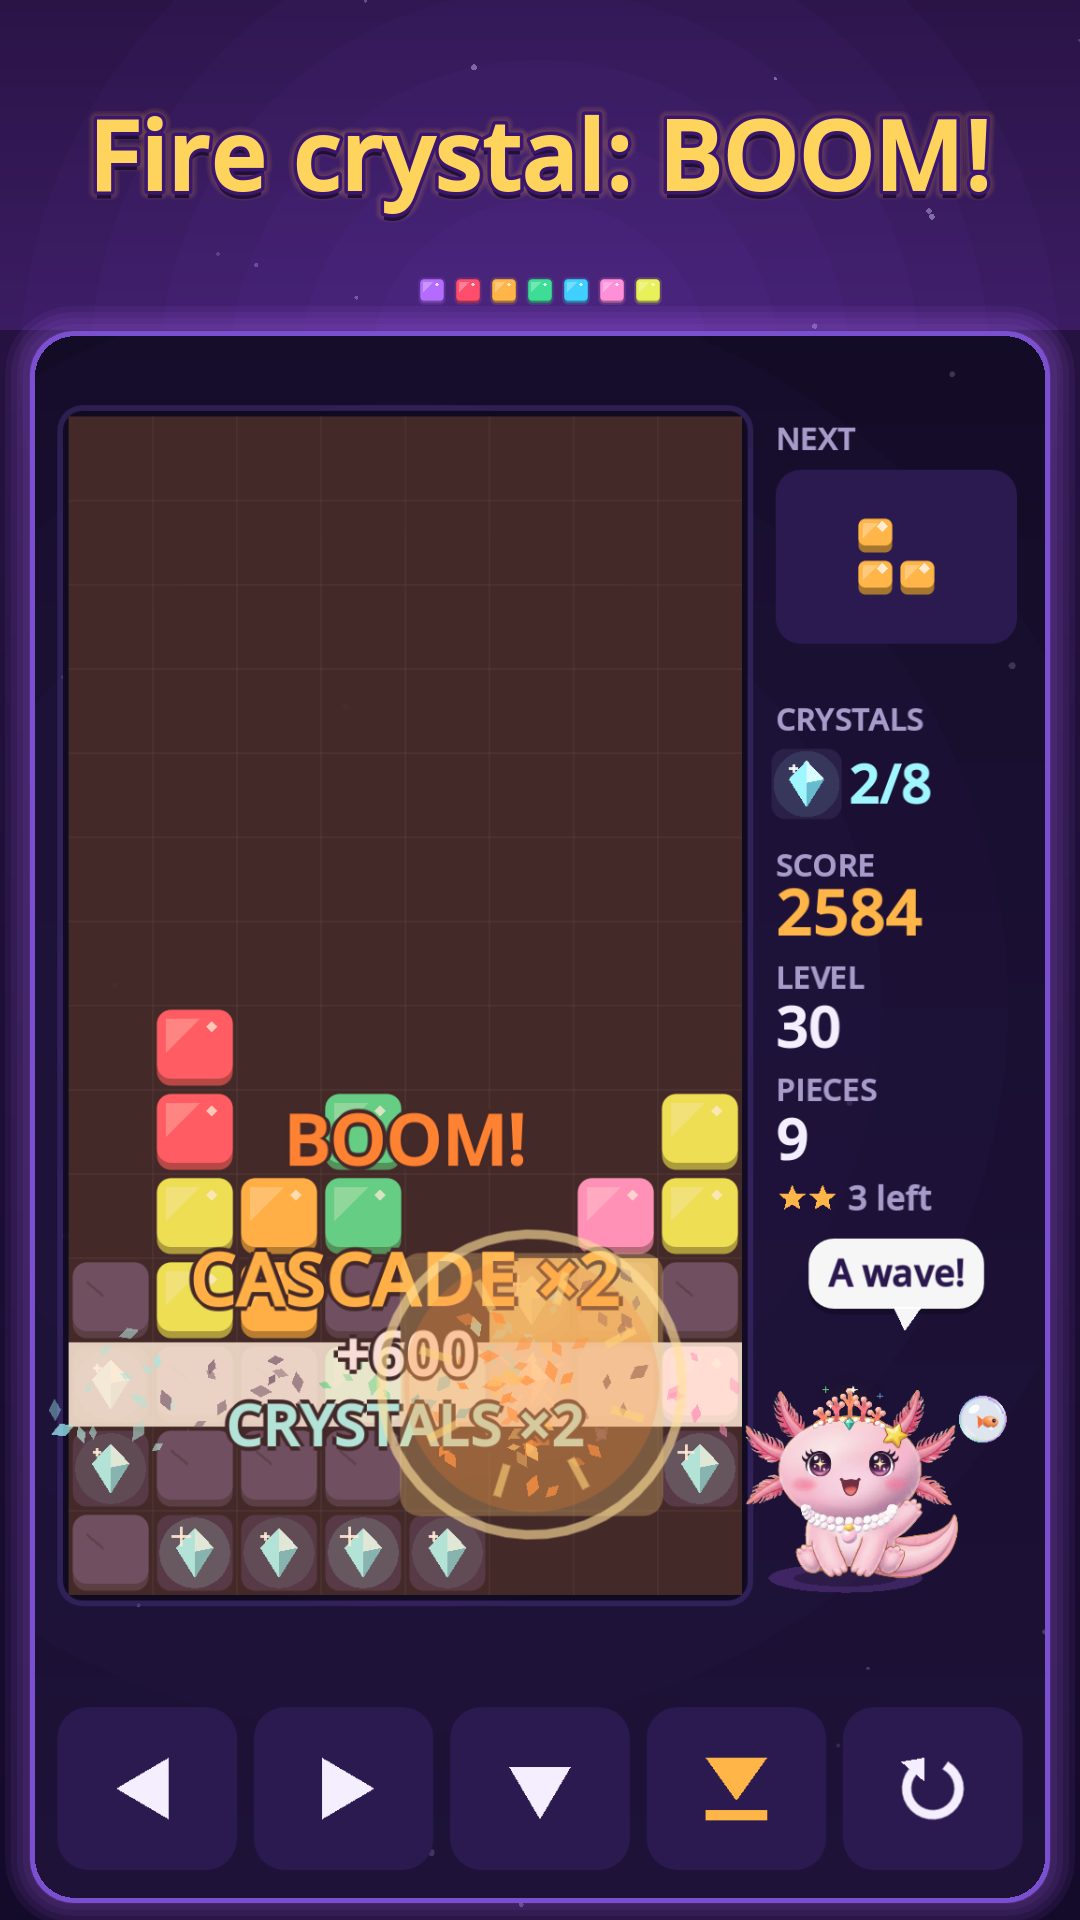 Fire crystal: BOOM!
NEXT
CRYSTALS
2/8
SCORE
2584
LEVEL
30
PIECES
9
3 left
A wave!
BOOM!
CASCADE ×2
+600
CRYSTALS ×2